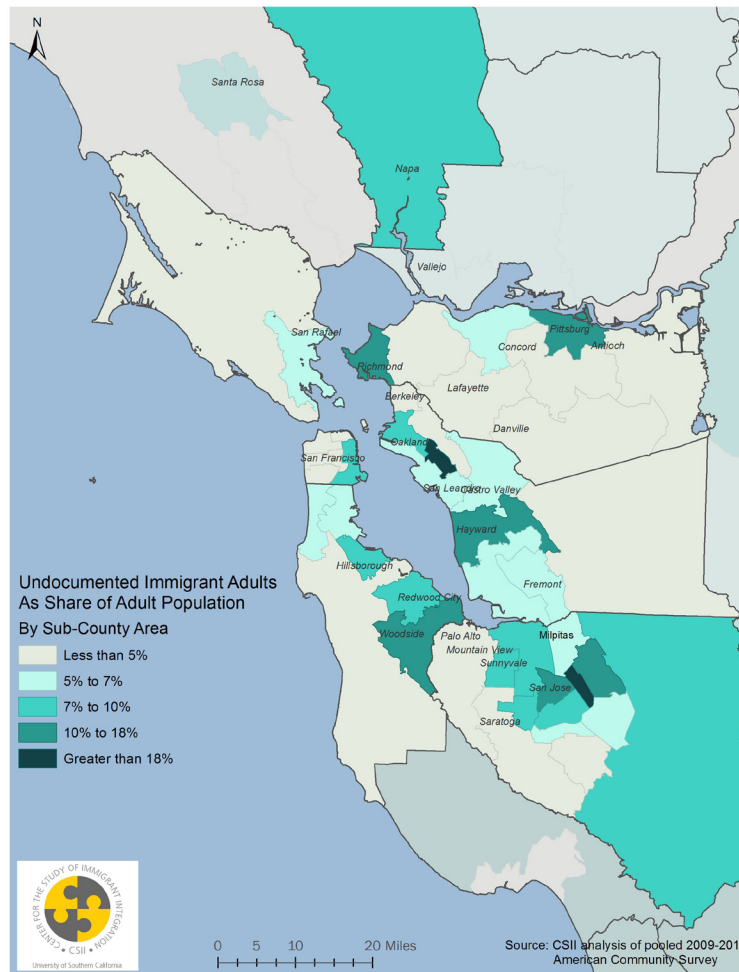 N
Santa Rosa
Napa
Vallejo
San Rafael
Pittsburg
Concord
Antioch
Richmond
Lafayette
Berkeley
Danville
Oakland
San Francisco
San Leandro
Castro Valley
Hayward
Hillsborough
Fremont
Redwood City
Woodside
Palo Alto
Milpitas
Mountain View
Sunnyvale
San Jose
Saratoga
Undocumented Immigrant Adults
As Share of Adult Population
By Sub-County Area
Less than 5%
5% to 7%
7% to 10%
10% to 18%
Greater than 18%
CENTER FOR THE STUDY OF IMMIGRANT INTEGRATION
• CSII •
University of Southern California
0 5 10 20 Miles
Source: CSII analysis of pooled 2009-201
American Community Survey